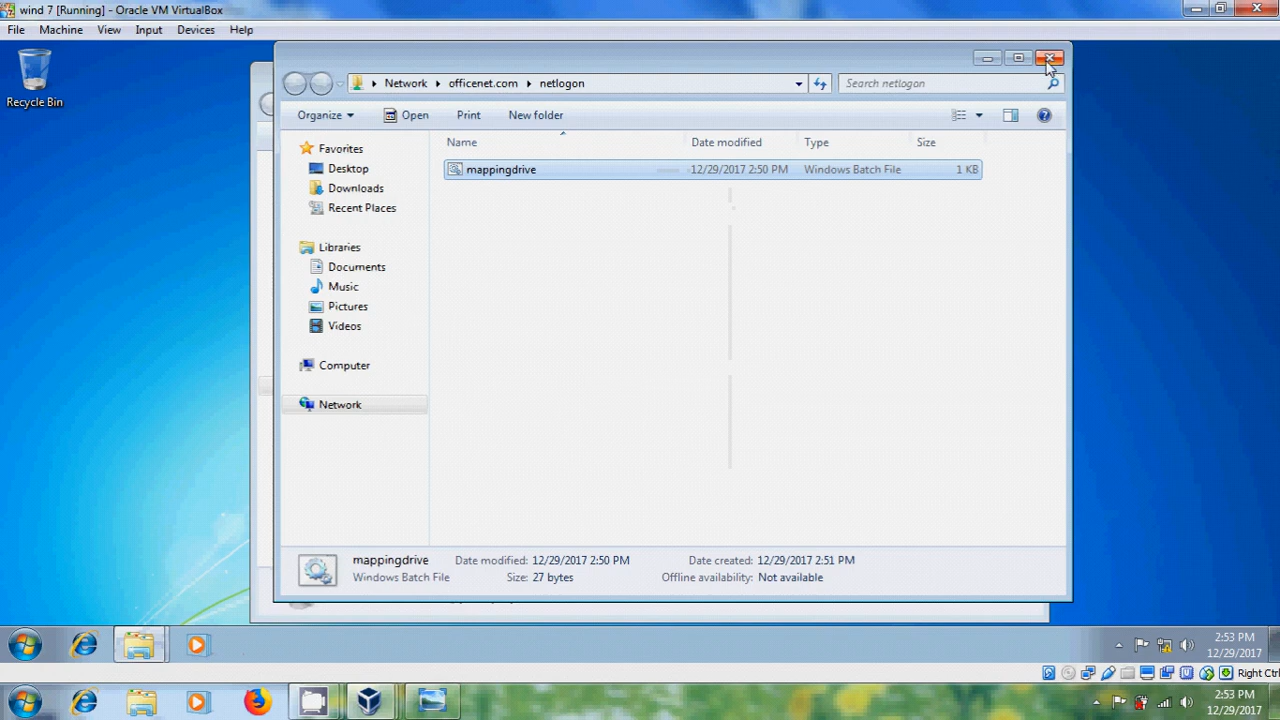 wind 7 [Running] - Oracle VM VirtualBox
File Machine View Input Devices Help
Recycle Bin
Network officenet.com netlogon
Search netlogon
Organize Open Print New folder
Name Date modified Type Size
mappingdrive 12/29/2017 2:50 PM Windows Batch File 1 KB
Favorites
Desktop
Downloads
Recent Places
Libraries
Documents
Music
Pictures
Videos
Computer
Network
mappingdrive Date modified: 12/29/2017 2:50 PM Date created: 12/29/2017 2:51 PM
Windows Batch File Size: 27 bytes Offline availability: Not available
2:53 PM
12/29/2017
Right Ctrl
2:53 PM
12/29/2017